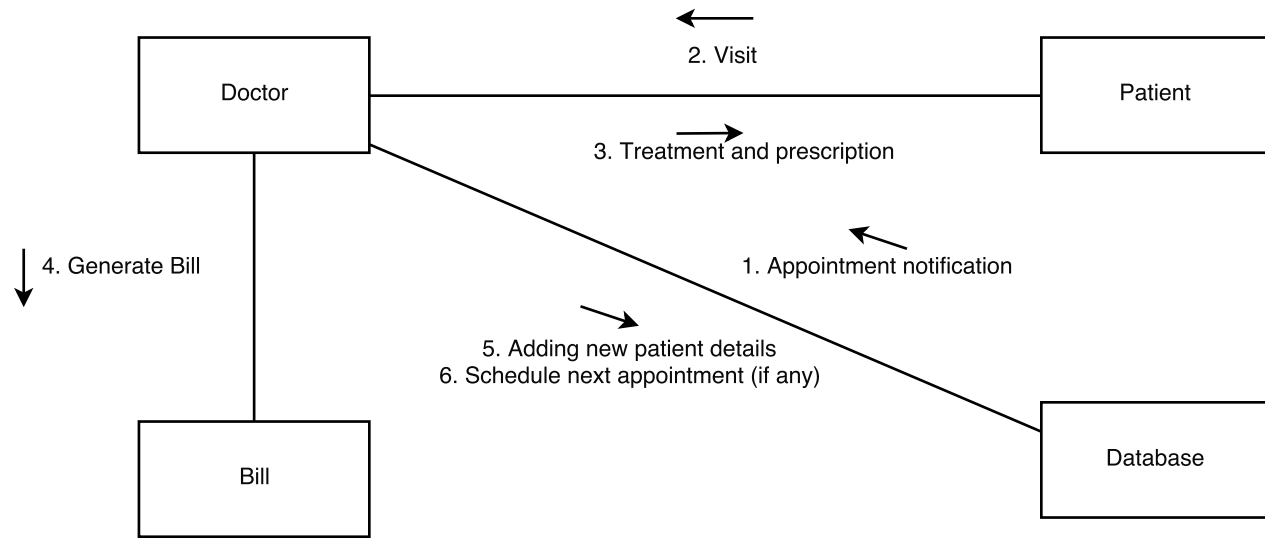 2. Visit
Doctor
Patient
3. Treatment and prescription
1. Appointment notification
4. Generate Bill
5. Adding new patient details
6. Schedule next appointment (if any)
Database
Bill